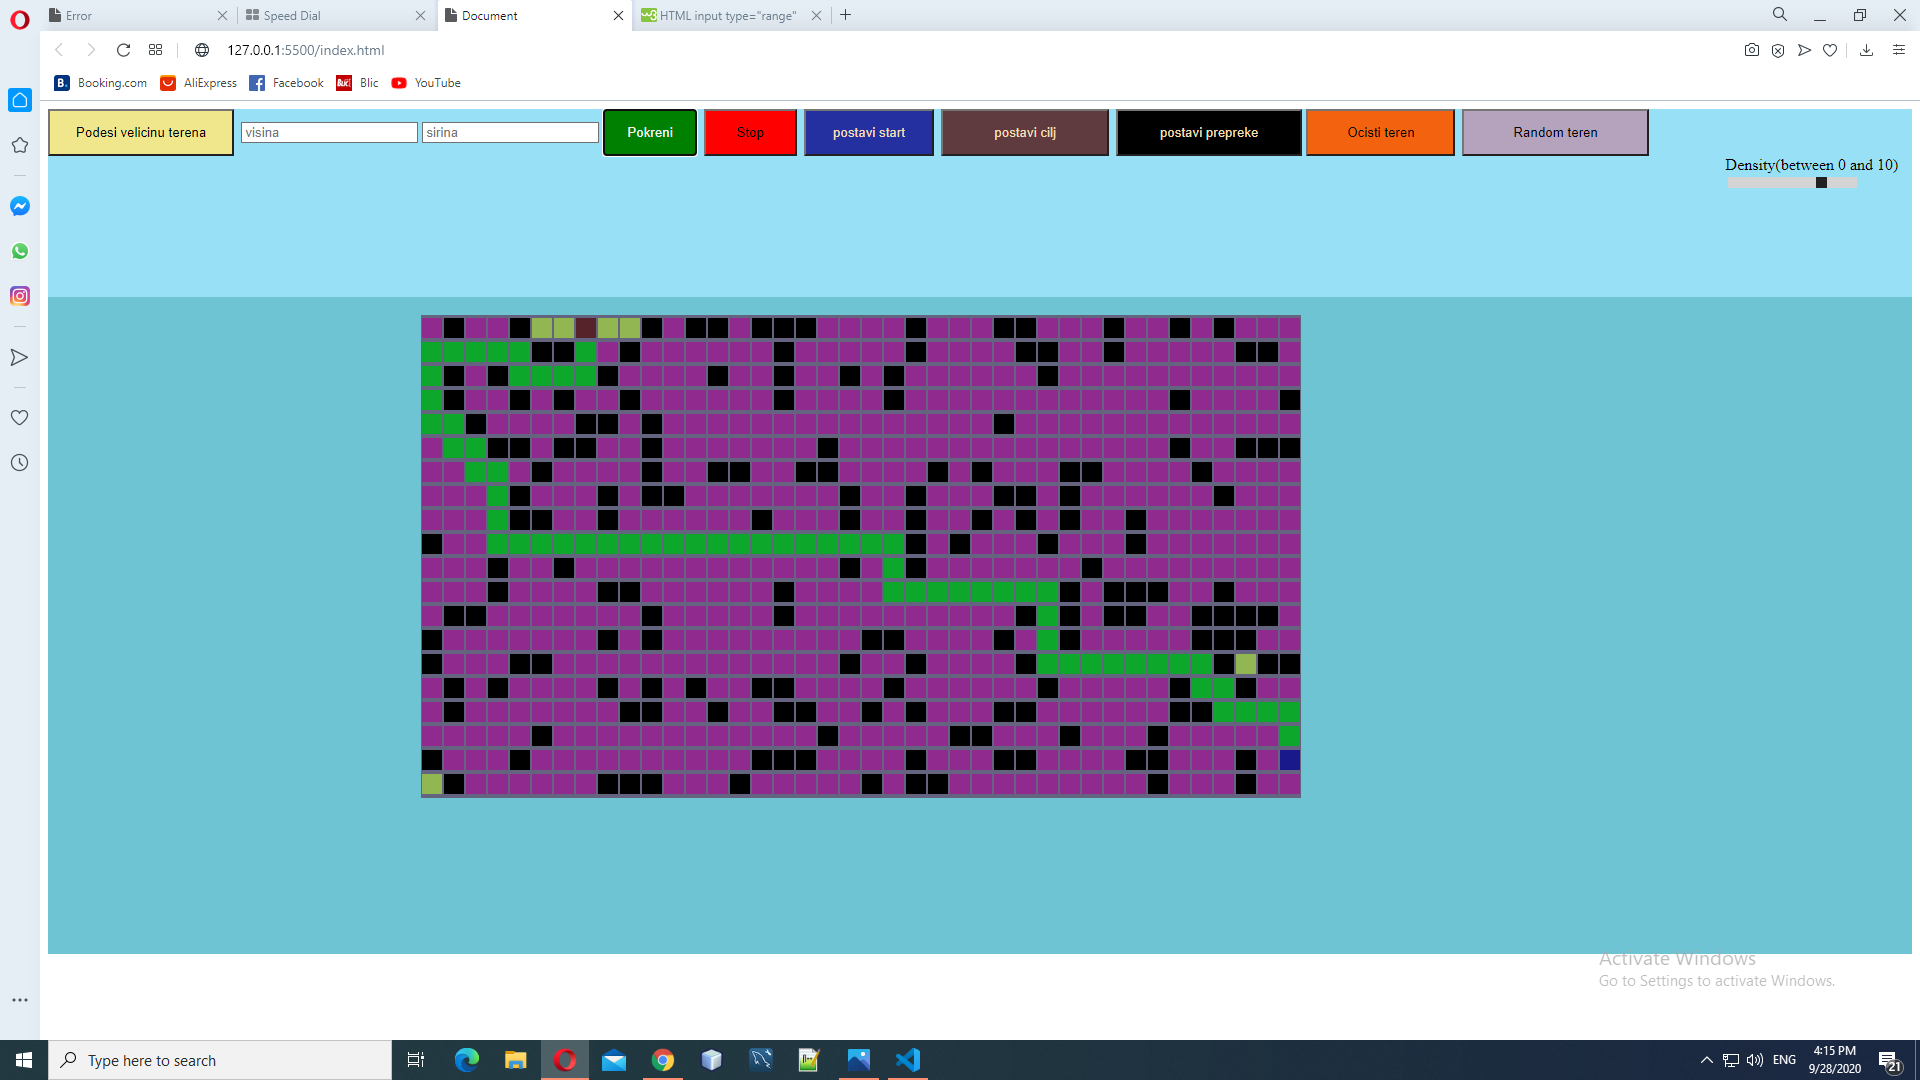 Error
Speed Dial
Document
HTML input type="range"
127.0.0.1:5500/index.html
B.
Booking.com
AliExpress
Facebook
Blic
YouTube
Podesi velicinu terena
visina
sirina
Pokreni
Stop
postavi start
postavi cilj
postavi prepreke
Ocisti teren
Random teren
Density(between 0 and 10)
Activate Windows
Go to Settings to activate Windows.
Type here to search
ENG
4:15 PM
9/28/2020
21